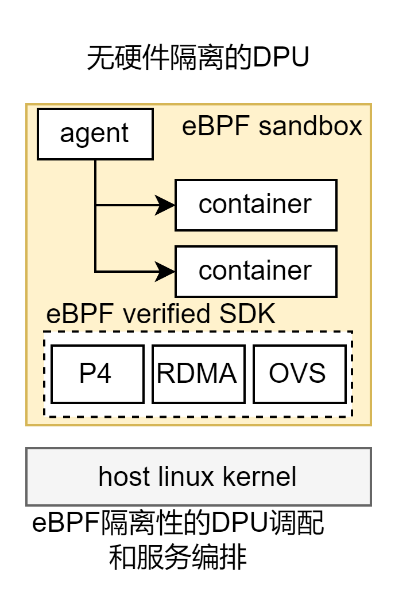 无硬件隔离的DPU
agent
eBPF sandbox
container
container
eBPF verified SDK
P4
RDMA
OVS
host linux kernel
eBPF隔离性的DPU调配
和服务编排